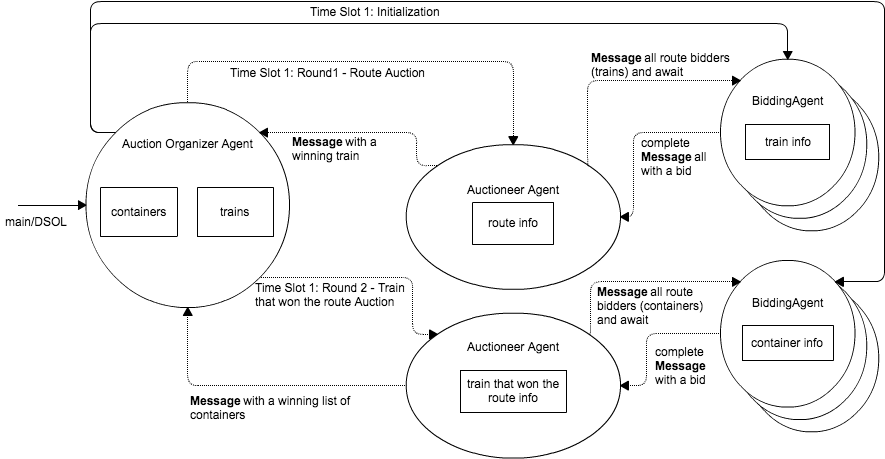 Time Slot 1: Initialization
Message all route bidders
(trains) and await
Time Slot 1: Round1 - Route Auction
BiddingAgent
train info
Auction Organizer Agent
Message with a
winning train
complete
Message all
with a bid
Auctioneer Agent
route info
containers
trains
main/DSOL
Time Slot 1: Round 2 - Train
that won the route Auction
Message all route
bidders (containers)
and await
BiddingAgent
container info
Auctioneer Agent
train that won the
route info
complete
Message
with a bid
Message with a winning list of
containers